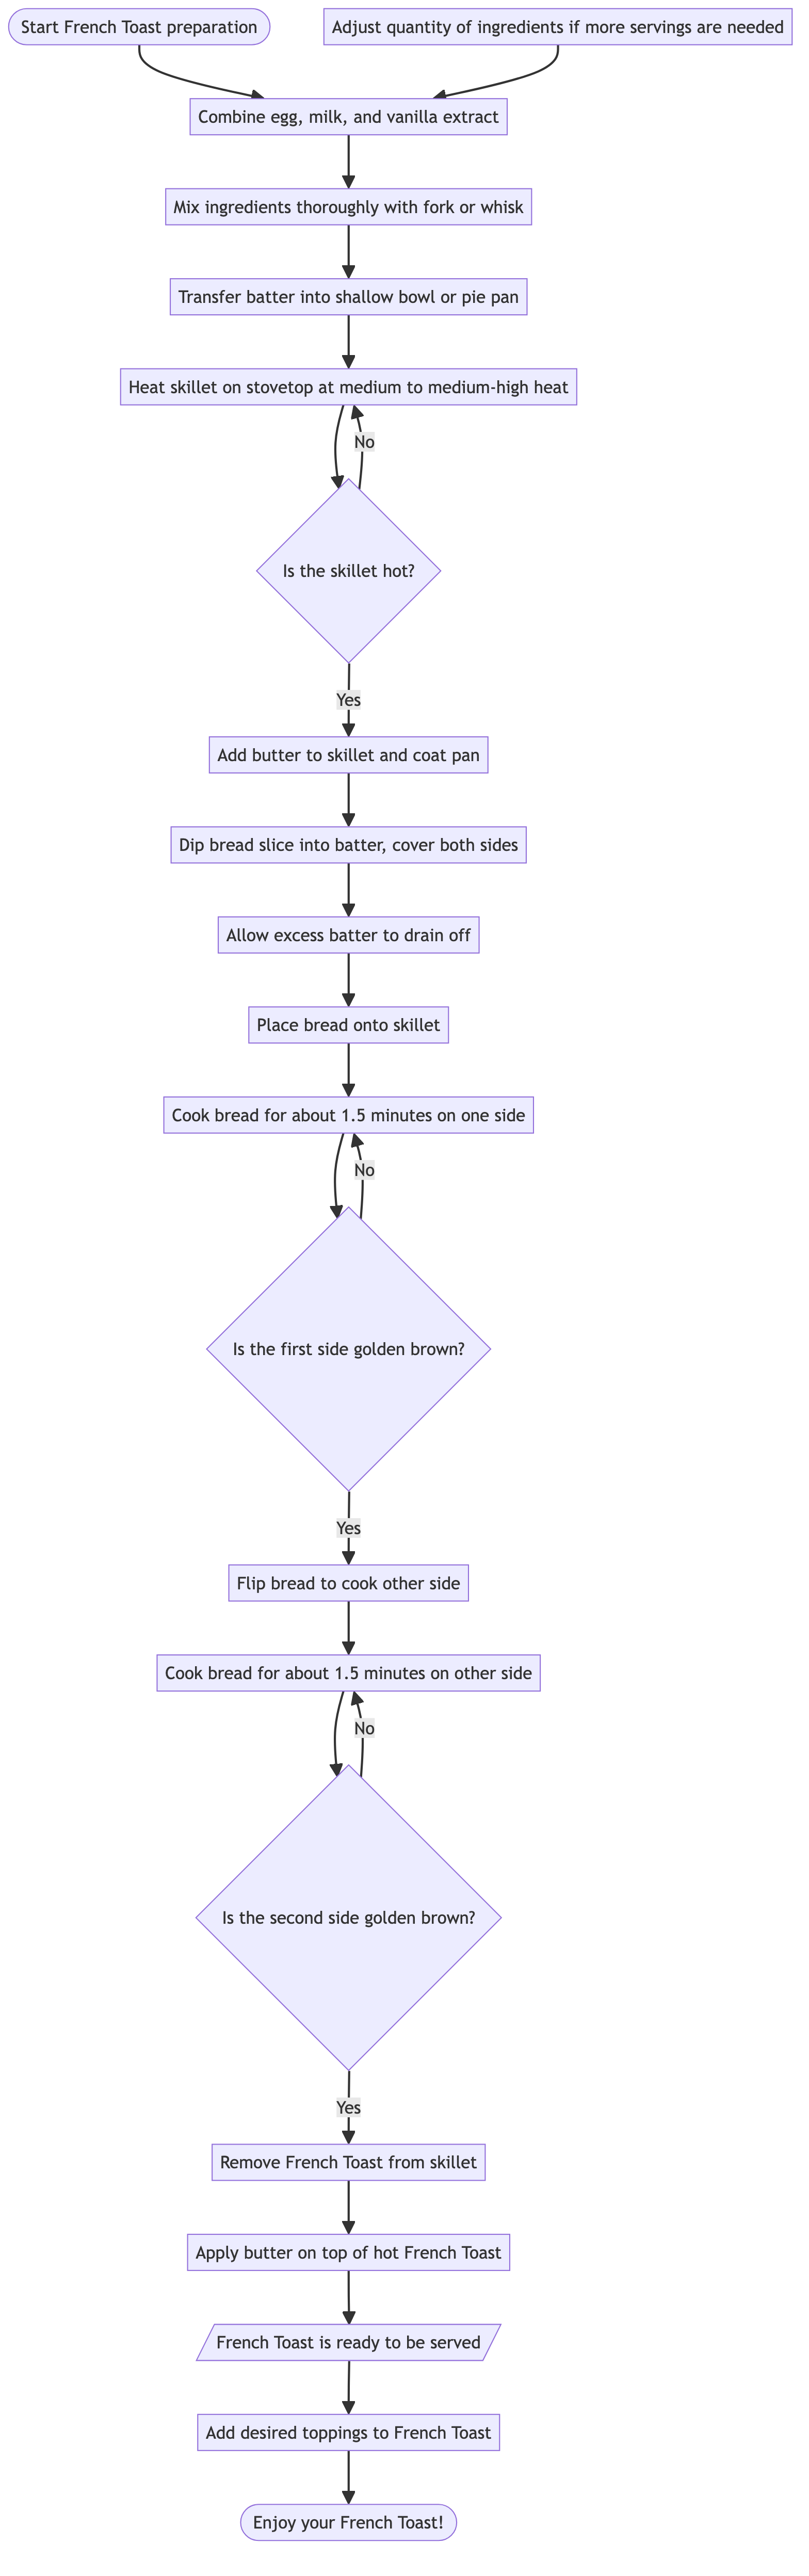 Start French Toast preparation
Adjust quantity of ingredients if more servings are needed
Combine egg, milk, and vanilla extract
Mix ingredients thoroughly with fork or whisk
Transfer batter into shallow bowl or pie pan
Heat skillet on stovetop at medium to medium-high heat
No
Is the skillet hot?
Yes
Add butter to skillet and coat pan
Dip bread slice into batter, cover both sides
Allow excess batter to drain off
Place bread onto skillet
Cook bread for about 1.5 minutes on one side
No
Is the first side golden brown?
Yes
Flip bread to cook other side
Cook bread for about 1.5 minutes on other side
No
Is the second side golden brown?
Yes
Remove French Toast from skillet
Apply butter on top of hot French Toast
French Toast is ready to be served
Add desired toppings to French Toast
Enjoy your French Toast!